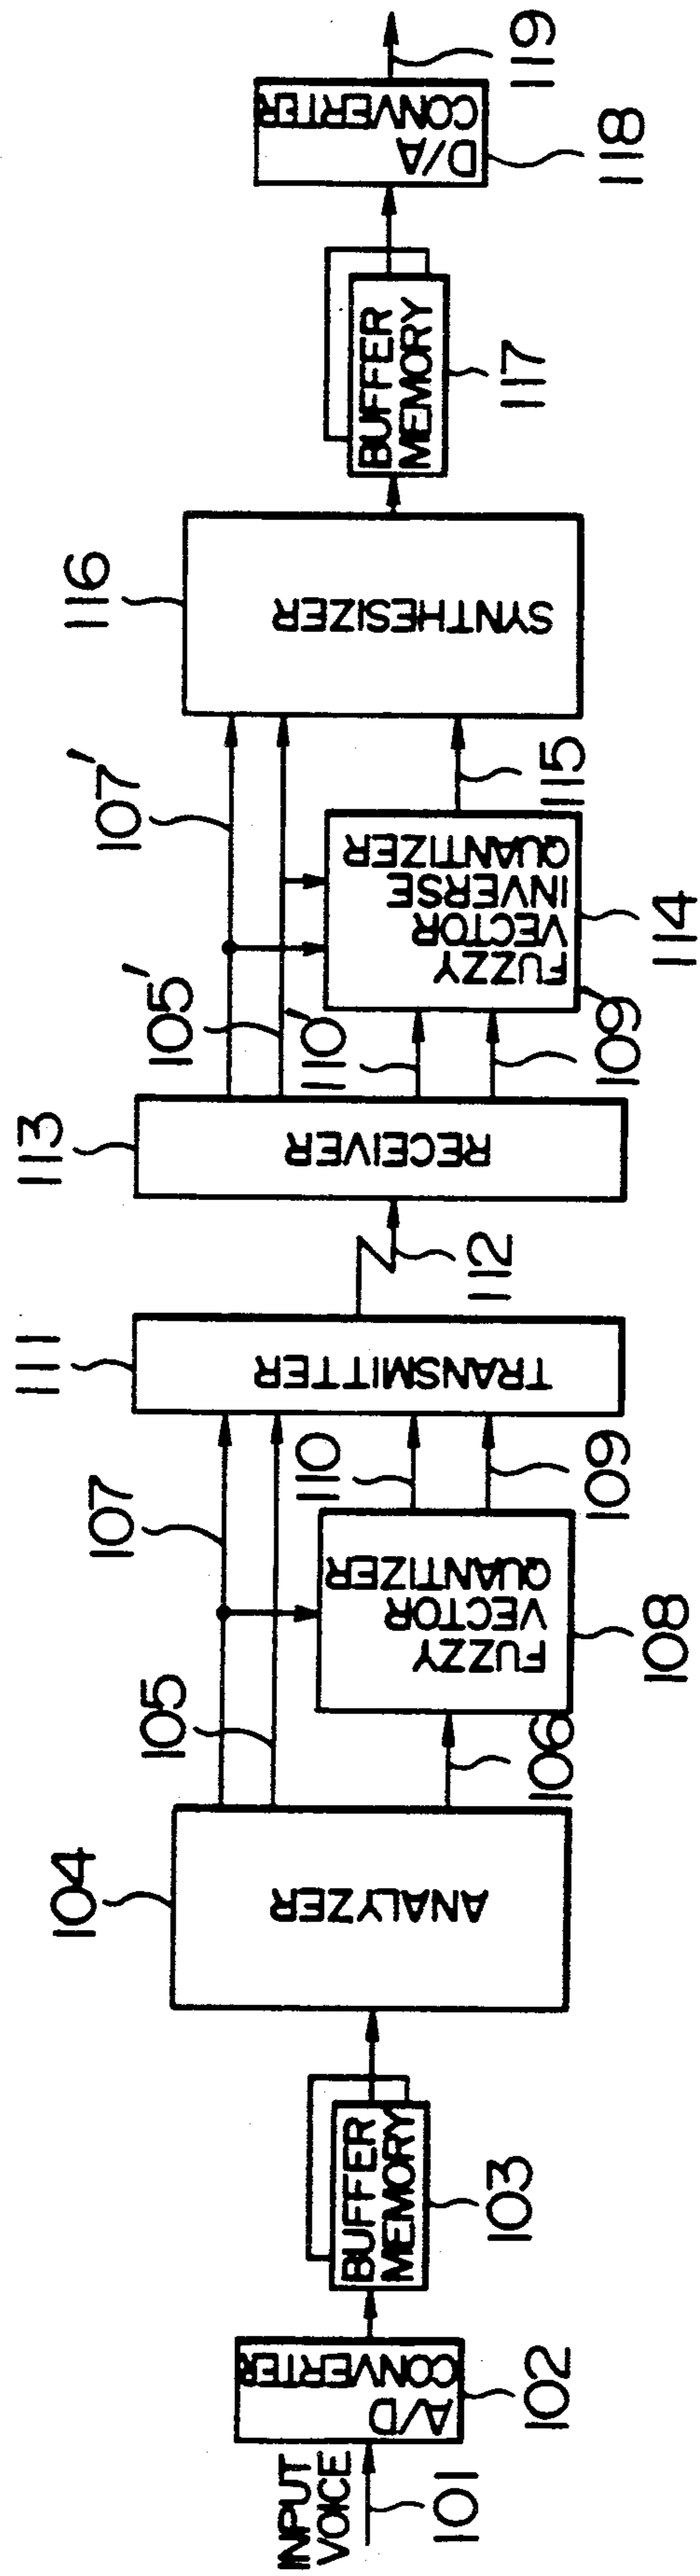 INPUT
VOICE
101
A/D
CONVERTER
102
BUFFER
MEMORY
103
104
ANALYZER
105
107
106
FUZZY
VECTOR
QUANTIZER
108
110
109
111
TRANSMITTER
112
113
RECEIVER
105'
107'
110'
109'
FUZZY
VECTOR
INVERSE
QUANTIZER
114
115
116
SYNTHESIZER
BUFFER
MEMORY
117
D/A
CONVERTER
118
119